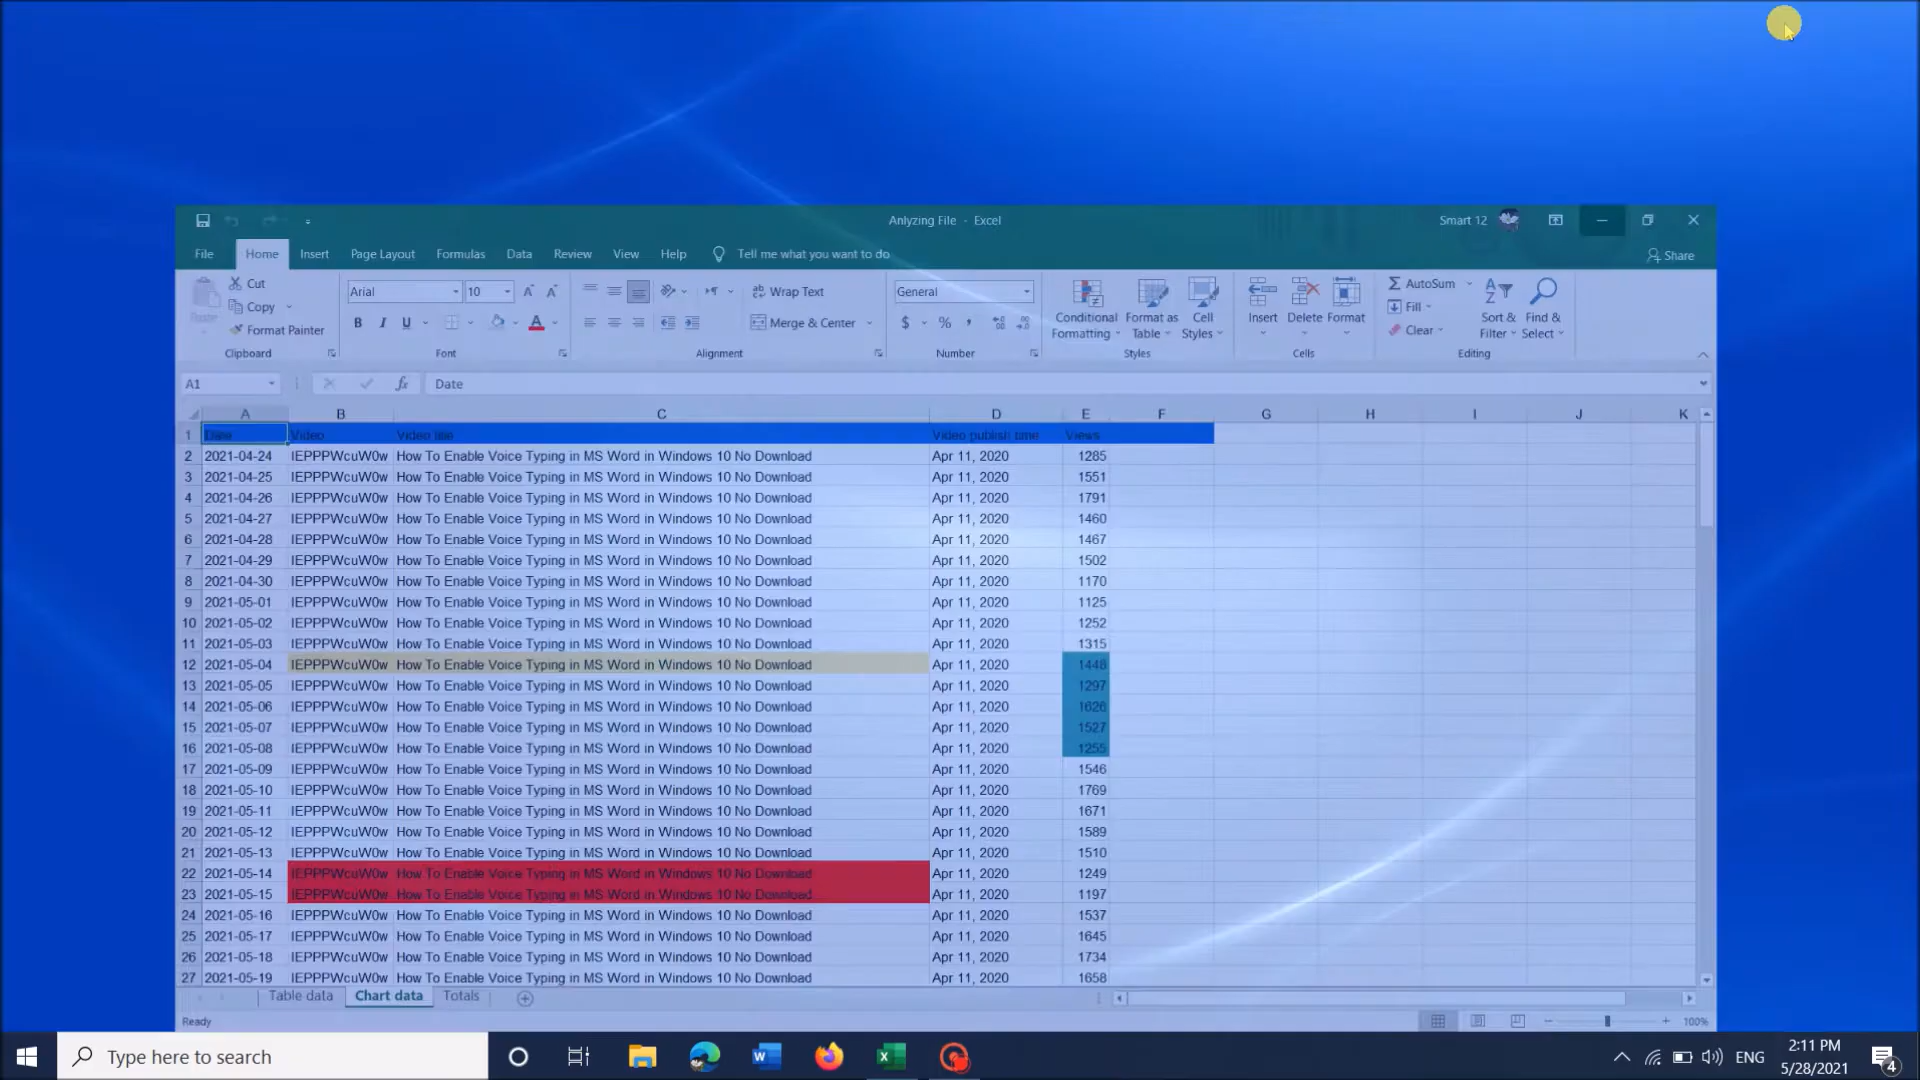 Anlyzing File - Excel
Smart 12
File Home Insert Page Layout Formulas Data Review View Help Tell me what you want to do
Share
Paste
Cut
Copy
Format Painter
Clipboard
Arial 10
B I U
Font
Wrap Text
Merge & Center
Alignment
General
$ % ,
Number
Conditional Formatting
Format as Table
Cell Styles
Styles
Insert Delete Format
Cells
AutoSum
Fill
Clear
Sort & Filter
Find & Select
Editing
A1 fx Date
A B C D E F G H I J K
1 Date Video Video title Video publish time Views
2 2021-04-24 IEPPPWcuW0w How To Enable Voice Typing in MS Word in Windows 10 No Download Apr 11, 2020 1285
3 2021-04-25 IEPPPWcuW0w How To Enable Voice Typing in MS Word in Windows 10 No Download Apr 11, 2020 1551
4 2021-04-26 IEPPPWcuW0w How To Enable Voice Typing in MS Word in Windows 10 No Download Apr 11, 2020 1791
5 2021-04-27 IEPPPWcuW0w How To Enable Voice Typing in MS Word in Windows 10 No Download Apr 11, 2020 1460
6 2021-04-28 IEPPPWcuW0w How To Enable Voice Typing in MS Word in Windows 10 No Download Apr 11, 2020 1467
7 2021-04-29 IEPPPWcuW0w How To Enable Voice Typing in MS Word in Windows 10 No Download Apr 11, 2020 1502
8 2021-04-30 IEPPPWcuW0w How To Enable Voice Typing in MS Word in Windows 10 No Download Apr 11, 2020 1170
9 2021-05-01 IEPPPWcuW0w How To Enable Voice Typing in MS Word in Windows 10 No Download Apr 11, 2020 1125
10 2021-05-02 IEPPPWcuW0w How To Enable Voice Typing in MS Word in Windows 10 No Download Apr 11, 2020 1252
11 2021-05-03 IEPPPWcuW0w How To Enable Voice Typing in MS Word in Windows 10 No Download Apr 11, 2020 1315
12 2021-05-04 IEPPPWcuW0w How To Enable Voice Typing in MS Word in Windows 10 No Download Apr 11, 2020 1448
13 2021-05-05 IEPPPWcuW0w How To Enable Voice Typing in MS Word in Windows 10 No Download Apr 11, 2020 1297
14 2021-05-06 IEPPPWcuW0w How To Enable Voice Typing in MS Word in Windows 10 No Download Apr 11, 2020 1626
15 2021-05-07 IEPPPWcuW0w How To Enable Voice Typing in MS Word in Windows 10 No Download Apr 11, 2020 1527
16 2021-05-08 IEPPPWcuW0w How To Enable Voice Typing in MS Word in Windows 10 No Download Apr 11, 2020 1255
17 2021-05-09 IEPPPWcuW0w How To Enable Voice Typing in MS Word in Windows 10 No Download Apr 11, 2020 1546
18 2021-05-10 IEPPPWcuW0w How To Enable Voice Typing in MS Word in Windows 10 No Download Apr 11, 2020 1769
19 2021-05-11 IEPPPWcuW0w How To Enable Voice Typing in MS Word in Windows 10 No Download Apr 11, 2020 1671
20 2021-05-12 IEPPPWcuW0w How To Enable Voice Typing in MS Word in Windows 10 No Download Apr 11, 2020 1589
21 2021-05-13 IEPPPWcuW0w How To Enable Voice Typing in MS Word in Windows 10 No Download Apr 11, 2020 1510
22 2021-05-14 IEPPPWcuW0w How To Enable Voice Typing in MS Word in Windows 10 No Download Apr 11, 2020 1249
23 2021-05-15 IEPPPWcuW0w How To Enable Voice Typing in MS Word in Windows 10 No Download Apr 11, 2020 1197
24 2021-05-16 IEPPPWcuW0w How To Enable Voice Typing in MS Word in Windows 10 No Download Apr 11, 2020 1537
25 2021-05-17 IEPPPWcuW0w How To Enable Voice Typing in MS Word in Windows 10 No Download Apr 11, 2020 1645
26 2021-05-18 IEPPPWcuW0w How To Enable Voice Typing in MS Word in Windows 10 No Download Apr 11, 2020 1734
27 2021-05-19 IEPPPWcuW0w How To Enable Voice Typing in MS Word in Windows 10 No Download Apr 11, 2020 1658
Table data Chart data Totals
Ready
100%
Type here to search
ENG
2:11 PM
5/28/2021
4